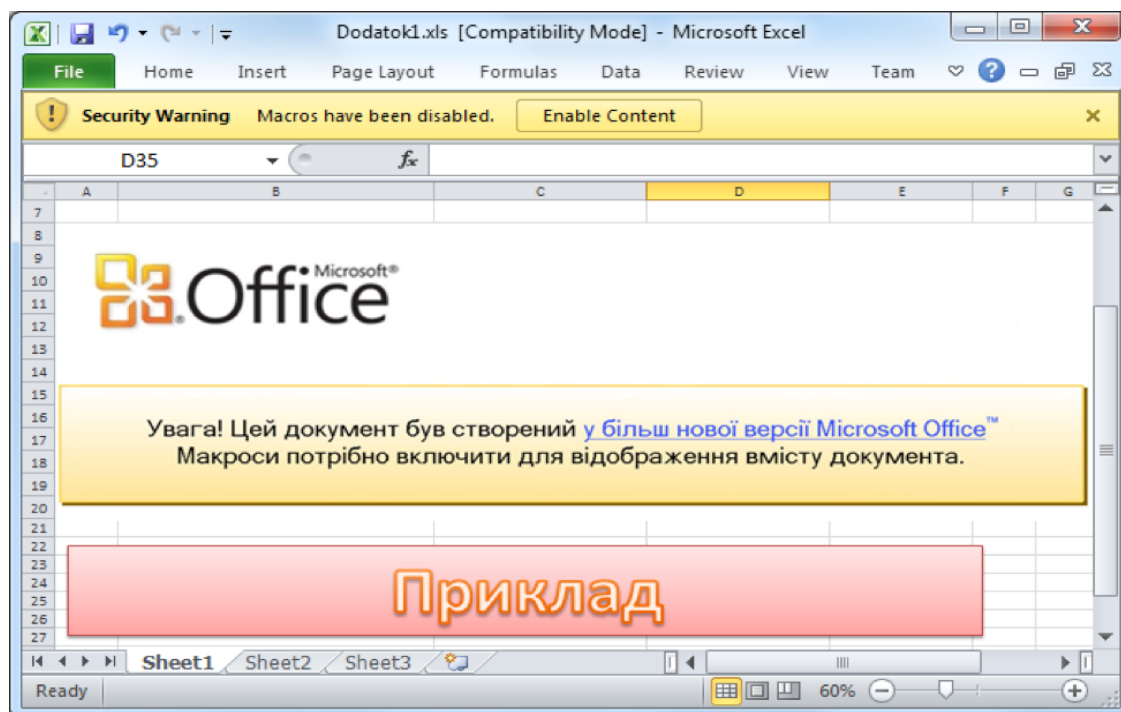 Dodatok1.xls [Compatibility Mode] - Microsoft Excel
File Home Insert Page Layout Formulas Data Review View Team
Security Warning Macros have been disabled. Enable Content
D35 fx
A B C D E F G
7
8
9
10
11
12
13
14
15
16
17
18
19
20
21
22
23
24
25
26
27
Microsoft®
Office
Увага! Цей документ був створений у більш нової версії Microsoft Office™
Макроси потрібно включити для відображення вмісту документа.
Приклад
Sheet1 Sheet2 Sheet3
Ready 60%